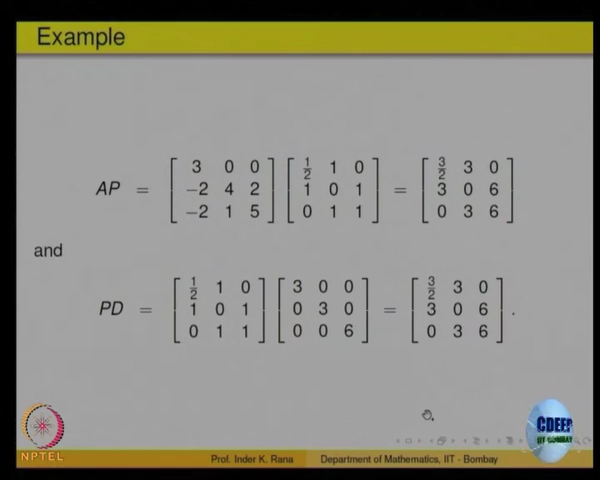 Example
AP = [ 3 0 0 ; -2 4 2 ; -2 1 5 ] [ 1/2 1 0 ; 1 0 1 ; 0 1 1 ] = [ 3/2 3 0 ; 3 0 6 ; 0 3 6 ]
and
PD = [ 1/2 1 0 ; 1 0 1 ; 0 1 1 ] [ 3 0 0 ; 0 3 0 ; 0 0 6 ] = [ 3/2 3 0 ; 3 0 6 ; 0 3 6 ] .
NPTEL
CDEEP
IIT BOMBAY
Prof. Inder K. Rana Department of Mathematics, IIT - Bombay